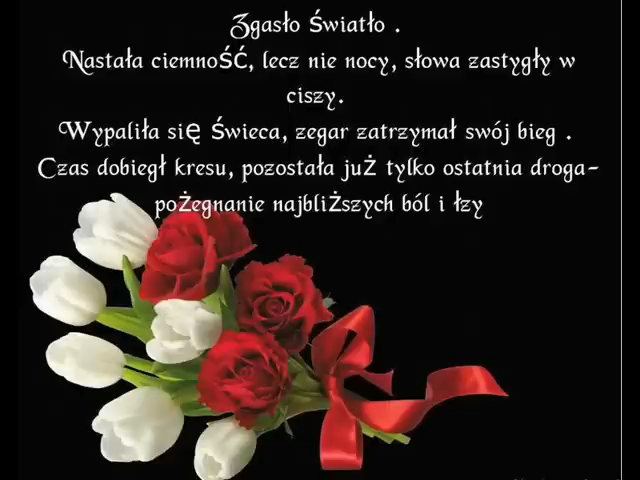 Zgasło światło .
Nastała ciemność, lecz nie nocy, słowa zastygły w
ciszy.
Wypaliła się świeca, zegar zatrzymał swój bieg .
Czas dobiegł kresu, pozostała już tylko ostatnia droga-
pożegnanie najbliższych ból i łzy